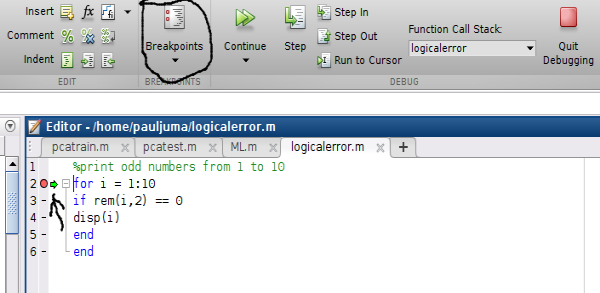 Insert fx fi
Comment %
Indent
EDIT
Breakpoints
BREAKPOINTS
Continue
Step
Step In
Step Out
Run to Cursor
DEBUG
Function Call Stack:
logicalerror
Quit
Debugging
Editor - /home/pauljuma/logicalerror.m
pcatrain.m × pcatest.m × ML.m × logicalerror.m × +
1 %print odd numbers from 1 to 10
2 for i = 1:10
3 - if rem(i,2) == 0
4 - disp(i)
5 - end
6 - end